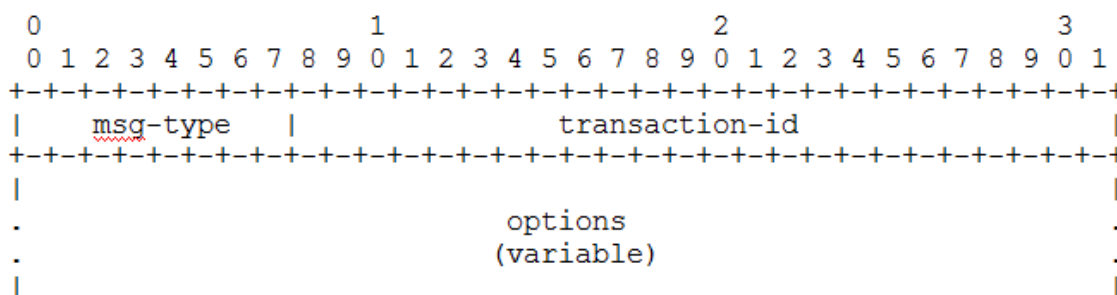 0                   1                   2                   3
0 1 2 3 4 5 6 7 8 9 0 1 2 3 4 5 6 7 8 9 0 1 2 3 4 5 6 7 8 9 0 1
+-+-+-+-+-+-+-+-+-+-+-+-+-+-+-+-+-+-+-+-+-+-+-+-+-+-+-+-+-+-+-+-+
|    msg-type   |               transaction-id                  |
+-+-+-+-+-+-+-+-+-+-+-+-+-+-+-+-+-+-+-+-+-+-+-+-+-+-+-+-+-+-+-+-+
|                                                               |
.                            options                            .
.                           (variable)                          .
|                                                               |